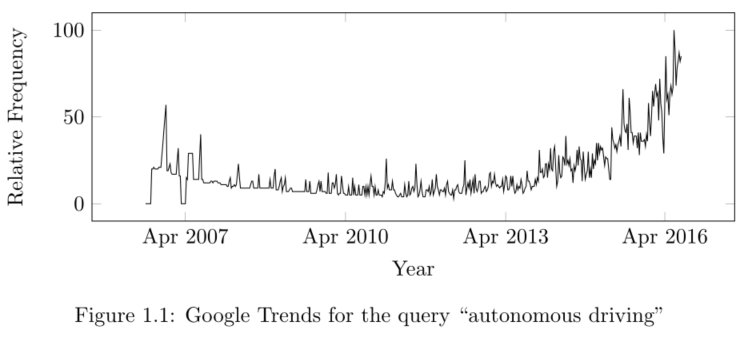 Relative Frequency
100
50
0
Apr 2007 Apr 2010 Apr 2013 Apr 2016
Year
Figure 1.1: Google Trends for the query “autonomous driving”